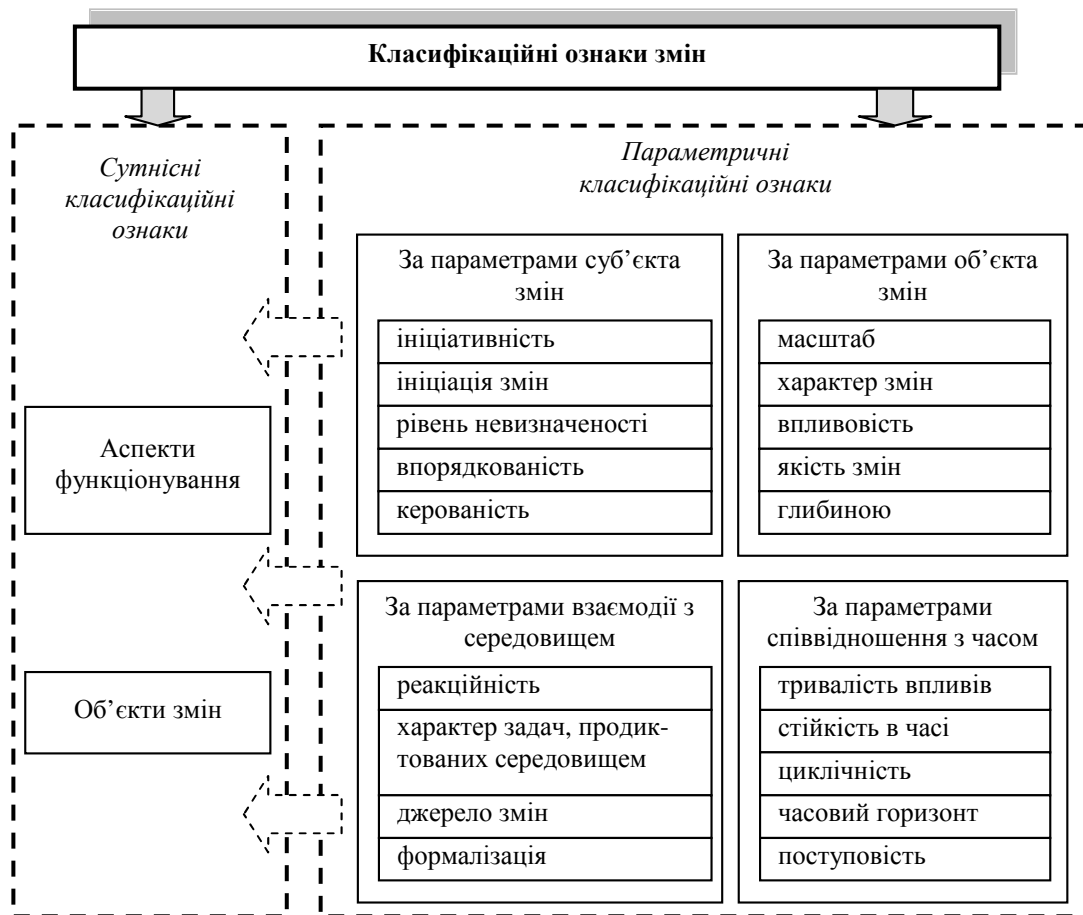 Класифікаційні ознаки змін
Сутнісні
класифікаційні
ознаки
Аспекти
функціонування
Об’єкти змін
Параметричні
класифікаційні ознаки
За параметрами суб’єкта
змін
ініціативність
ініціація змін
рівень невизначеності
впорядкованість
керованість
За параметрами об’єкта
змін
масштаб
характер змін
впливовість
якість змін
глибиною
За параметрами взаємодії з
середовищем
реакційність
характер задач, продик-
тованих середовищем
джерело змін
формалізація
За параметрами
співвідношення з часом
тривалість впливів
стійкість в часі
циклічність
часовий горизонт
поступовість